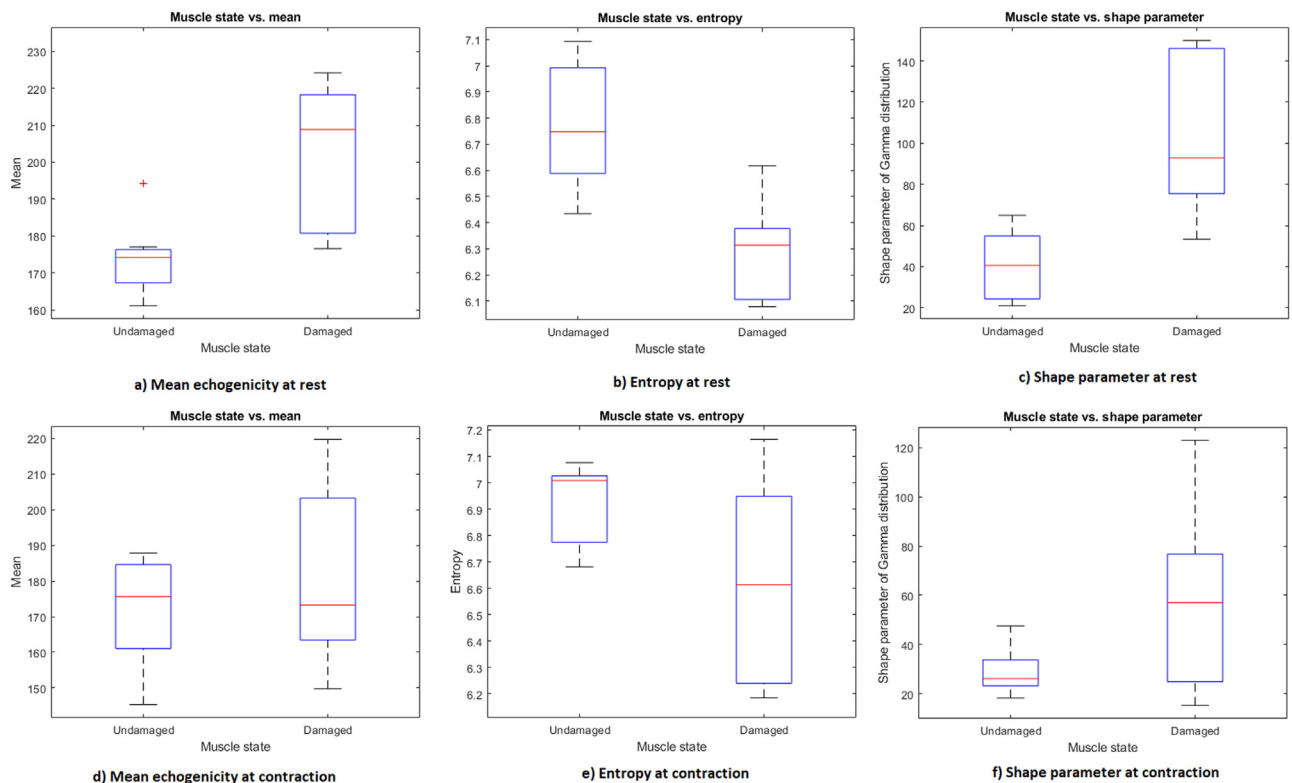 Muscle state vs. mean
Mean
230
220
210
200
190
180
170
160
Undamaged
Damaged
Muscle state
a) Mean echogenicity at rest
Muscle state vs. entropy
7.1
7
6.9
6.8
6.7
6.6
6.5
6.4
6.3
6.2
6.1
Undamaged
Damaged
Muscle state
b) Entropy at rest
Muscle state vs. shape parameter
Shape parameter of Gamma distribution
140
120
100
80
60
40
20
Undamaged
Damaged
Muscle state
c) Shape parameter at rest
Muscle state vs. mean
Mean
220
210
200
190
180
170
160
150
Undamaged
Damaged
Muscle state
d) Mean echogenicity at contraction
Muscle state vs. entropy
Entropy
7.2
7.1
7
6.9
6.8
6.7
6.6
6.5
6.4
6.3
6.2
Undamaged
Damaged
Muscle state
e) Entropy at contraction
Muscle state vs. shape parameter
Shape parameter of Gamma distribution
120
100
80
60
40
20
Undamaged
Damaged
Muscle state
f) Shape parameter at contraction